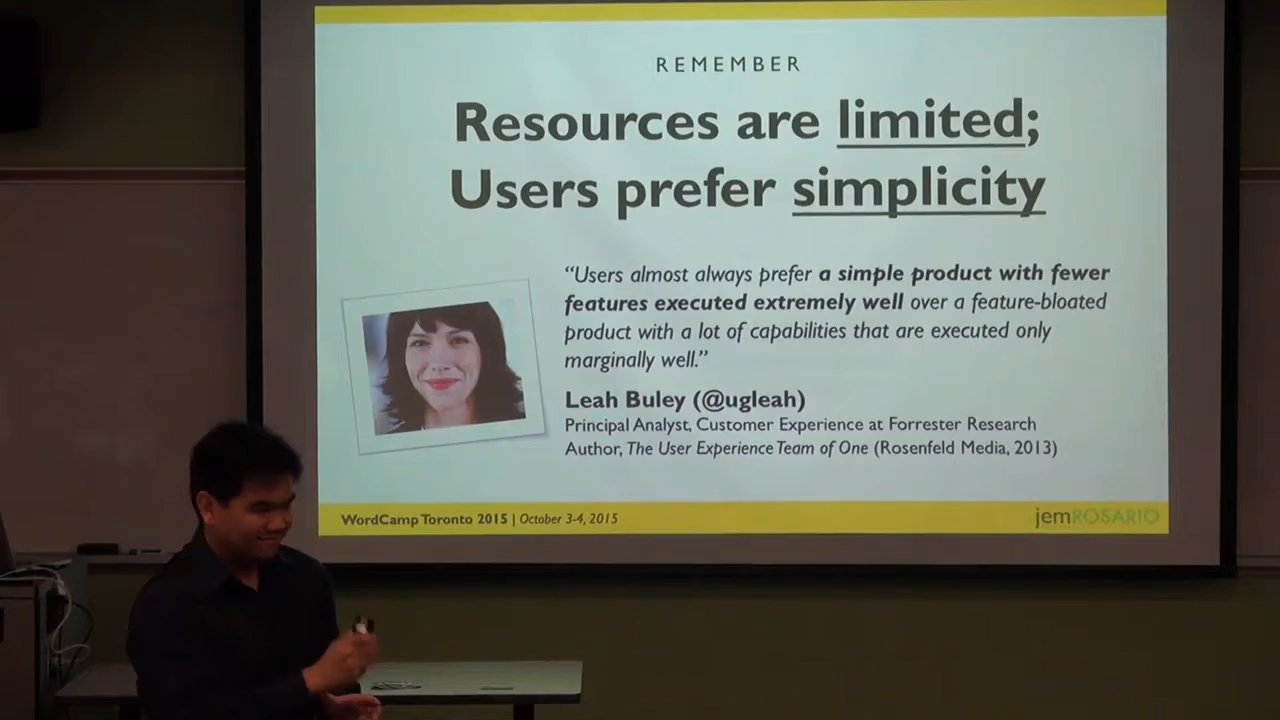 REMEMBER
Resources are limited;
Users prefer simplicity
“Users almost always prefer a simple product with fewer
features executed extremely well over a feature-bloated
product with a lot of capabilities that are executed only
marginally well.”
Leah Buley (@ugleah)
Principal Analyst, Customer Experience at Forrester Research
Author, The User Experience Team of One (Rosenfeld Media, 2013)
WordCamp Toronto 2015 | October 3-4, 2015
jemROSARIO